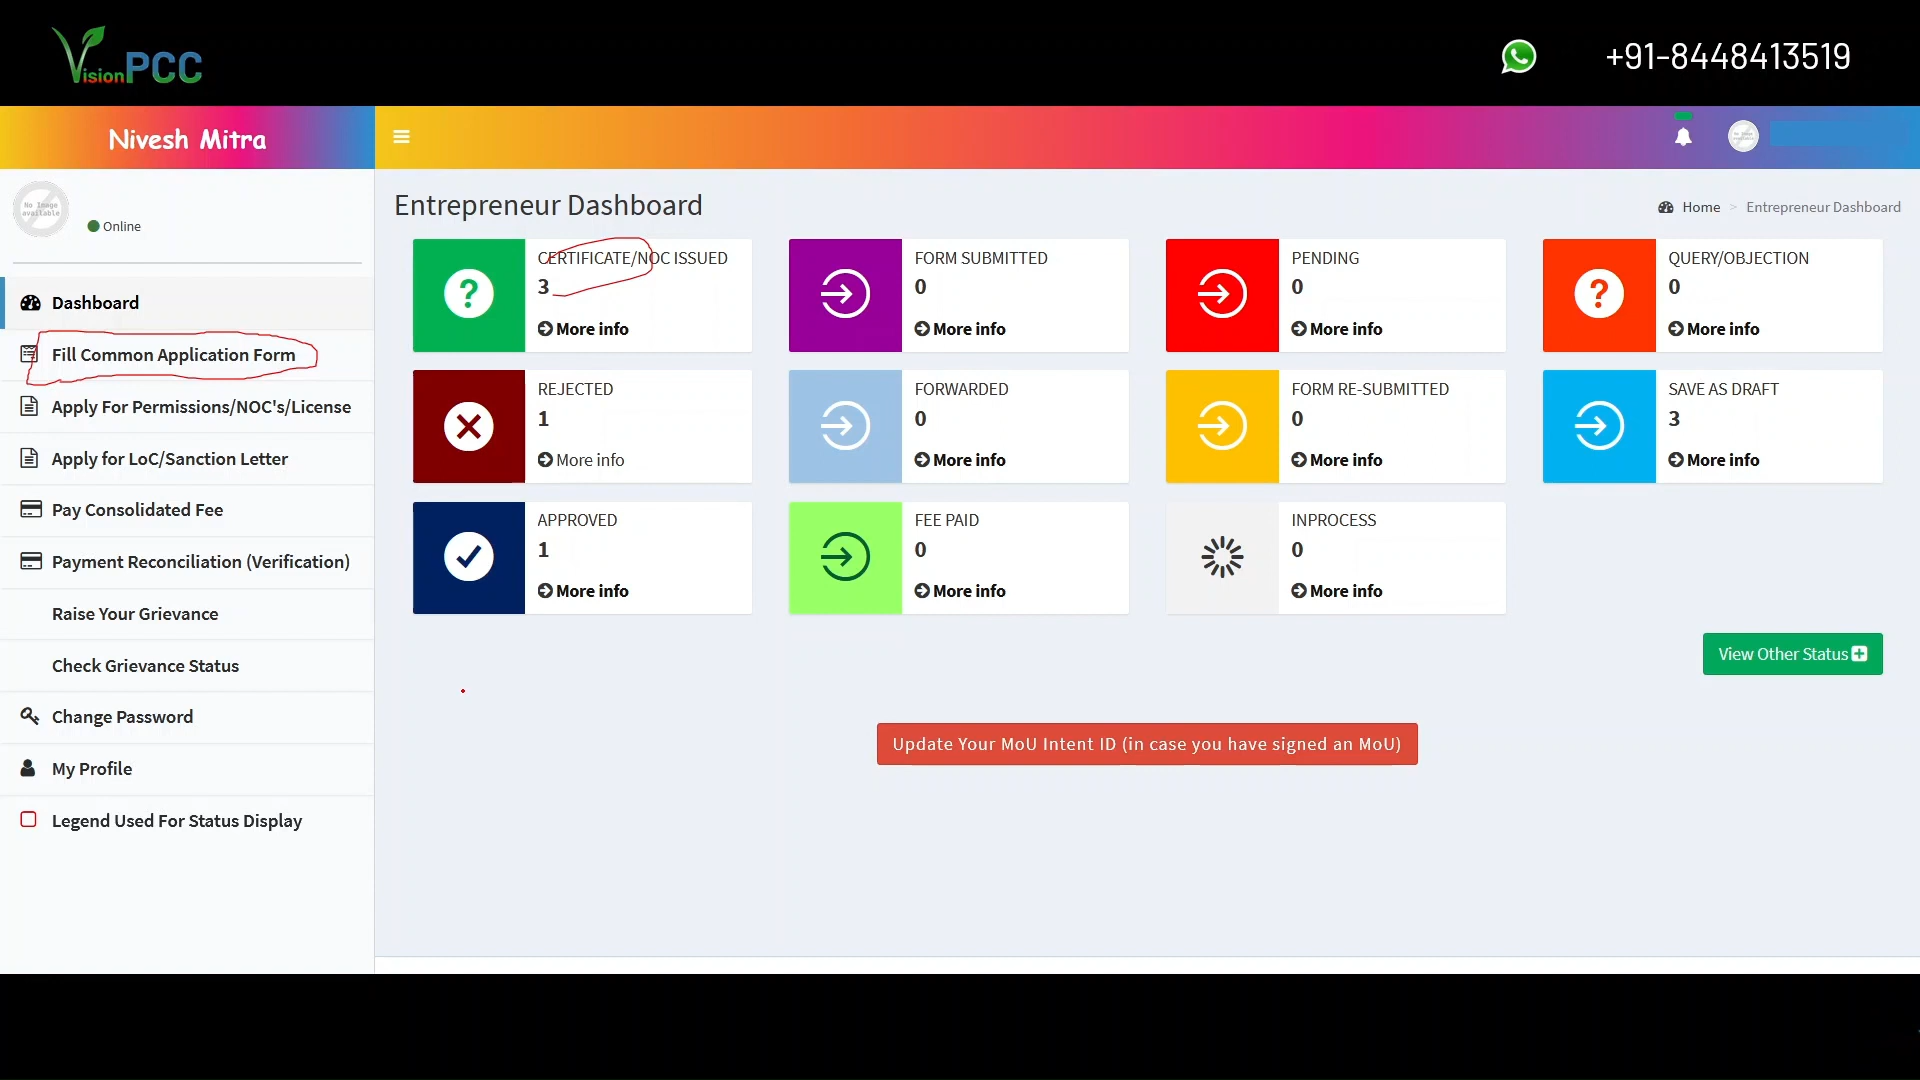 Vision PCC
+91-8448413519
Nivesh Mitra
No Image
available
Online
Dashboard
Fill Common Application Form
Apply For Permissions/NOC's/License
Apply for LoC/Sanction Letter
Pay Consolidated Fee
Payment Reconciliation (Verification)
Raise Your Grievance
Check Grievance Status
Change Password
My Profile
Legend Used For Status Display
Entrepreneur Dashboard
Home > Entrepreneur Dashboard
CERTIFICATE/NOC ISSUED
3
More info
FORM SUBMITTED
0
More info
PENDING
0
More info
QUERY/OBJECTION
0
More info
REJECTED
1
More info
FORWARDED
0
More info
FORM RE-SUBMITTED
0
More info
SAVE AS DRAFT
3
More info
APPROVED
1
More info
FEE PAID
0
More info
INPROCESS
0
More info
View Other Status
Update Your MoU Intent ID (in case you have signed an MoU)